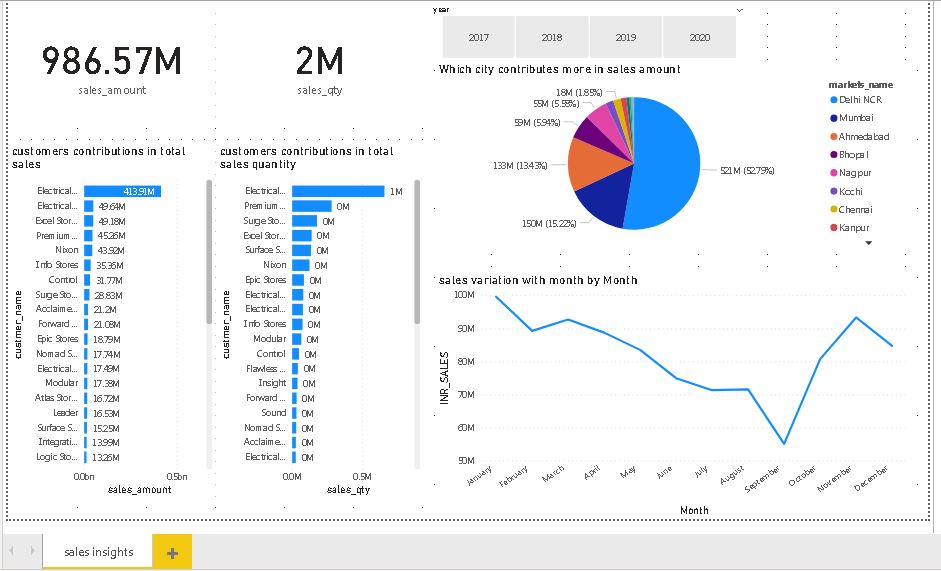 year
2017 2018 2019 2020
986.57M
sales_amount
2M
sales_qty
customers contributions in total
sales
Electrical... 413.91M
Electrical... 49.64M
Excel Stor... 49.18M
Premium ... 45.26M
Nixon 43.92M
Info Stores 35.36M
Control 31.77M
Surge Sto... 28.83M
Acclaime... 21.2M
Forward ... 21.08M
Epic Stores 18.79M
Nomad S... 17.74M
Electrical... 17.49M
Modular 17.38M
Atlas Stor... 16.72M
Leader 16.53M
Surface S... 15.25M
Integrati... 13.99M
Logic Sto... 13.26M
0.0bn 0.5bn
sales_amount
custmer_name
customers contributions in total
sales quantity
Electrical... 1M
Premium ... 0M
Surge Sto... 0M
Excel Stor... 0M
Surface S... 0M
Nixon 0M
Epic Stores 0M
Electrical... 0M
Info Stores 0M
Modular 0M
Control 0M
Flawless ... 0M
Insight 0M
Forward ... 0M
Sound 0M
Nomad S... 0M
Acclaime... 0M
Electrical... 0M
0.0M 0.5M
sales_qty
custmer_name
Which city contributes more in sales amount
18M (1.85%)
55M (5.58%)
59M (5.94%)
133M (13.43%)
150M (15.22%)
521M (52.79%)
markets_name
Delhi NCR
Mumbai
Ahmedabad
Bhopal
Nagpur
Kochi
Chennai
Kanpur
sales variation with month by Month
100M
90M
80M
70M
60M
50M
INR_SALES
January February March April May June July August September October November December
Month
sales insights
+